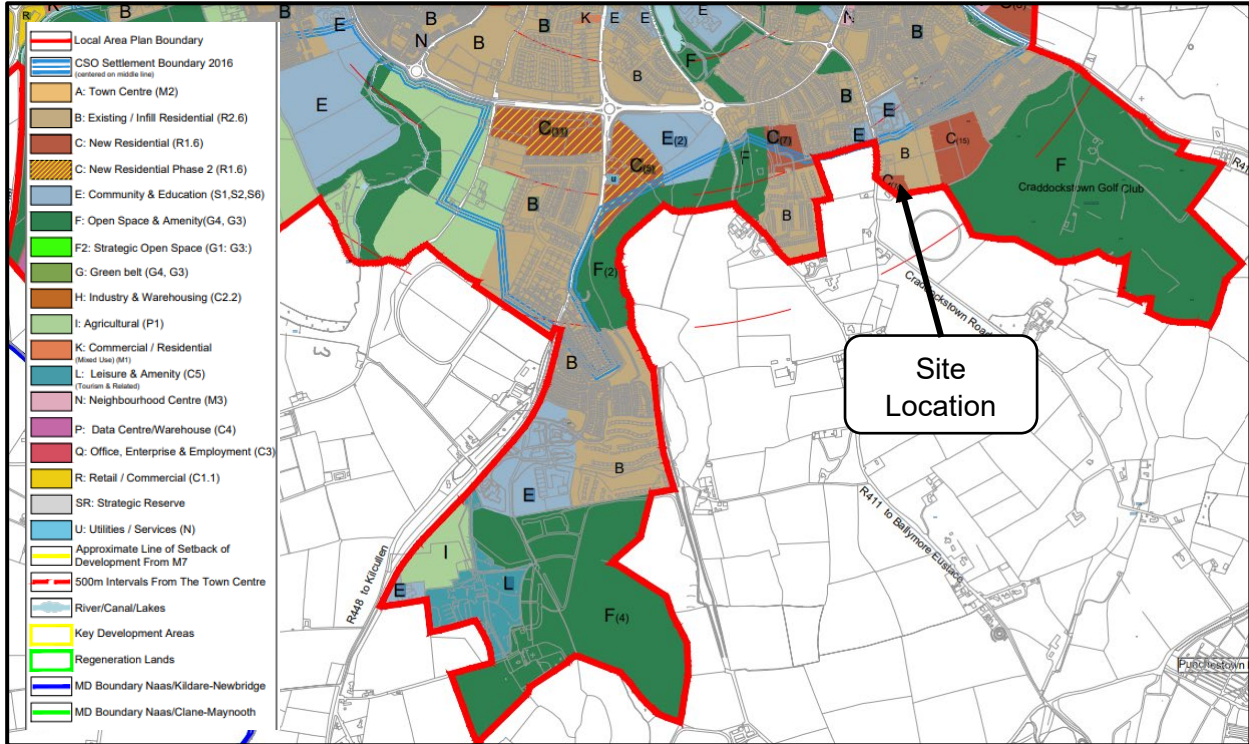 Local Area Plan Boundary
CSO Settlement Boundary 2016
(centered on middle line)
A: Town Centre (M2)
B: Existing / Infill Residential (R2.6)
C: New Residential (R1.6)
C: New Residential Phase 2 (R1.6)
E: Community & Education (S1,S2,S6)
F: Open Space & Amenity(G4, G3)
F2: Strategic Open Space (G1: G3:)
G: Green belt (G4, G3)
H: Industry & Warehousing (C2.2)
I: Agricultural (P1)
K: Commercial / Residential
(Mixed Use) (M1)
L: Leisure & Amenity (C5)
(Tourism & Related)
N: Neighbourhood Centre (M3)
P: Data Centre/Warehouse (C4)
Q: Office, Enterprise & Employment (C3)
R: Retail / Commercial (C1.1)
SR: Strategic Reserve
U: Utilities / Services (N)
Approximate Line of Setback of
Development From M7
500m Intervals From The Town Centre
River/Canal/Lakes
Key Development Areas
Regeneration Lands
MD Boundary Naas/Kildare-Newbridge
MD Boundary Naas/Clane-Maynooth
R
B
E
N
B
B
K
E
E
E
B
F
N
B
B
E
C(11)
E(2)
C(9)
B
C(7)
E
E
B
C(15)
F
B
F
Craddockstown Golf Club
B
F(2)
Craddockstown Road
Site
Location
B
B
E
I
L
E
F(4)
R448 to Kilcullen
R411 to Ballymore Eustace
Punchestown